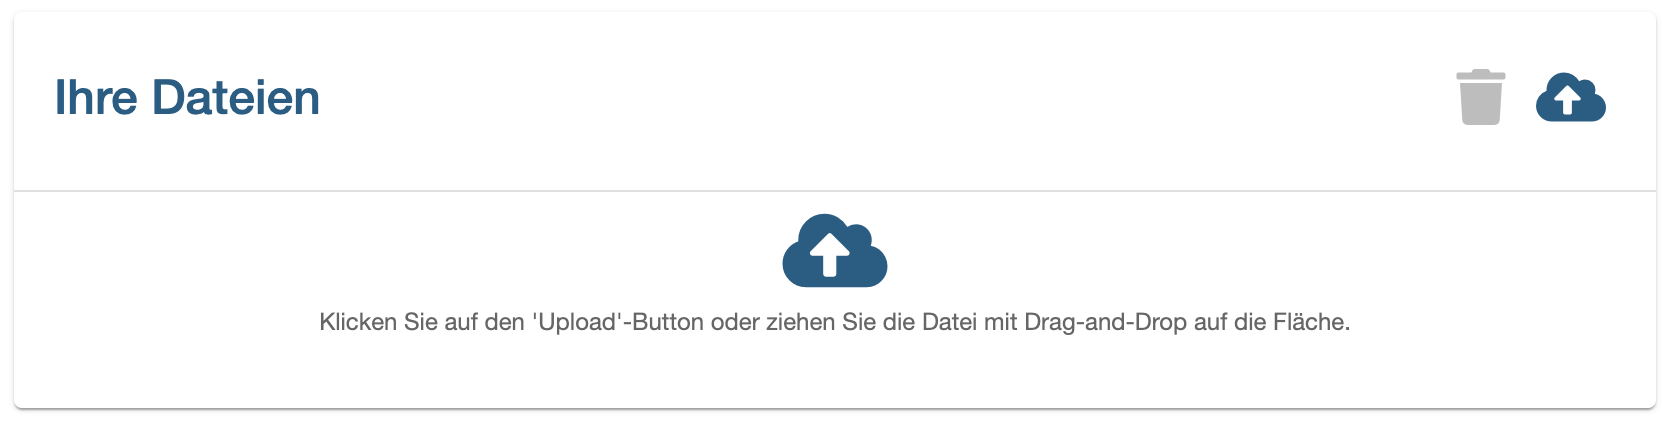 Ihre Dateien
Klicken Sie auf den 'Upload'-Button oder ziehen Sie die Datei mit Drag-and-Drop auf die Fläche.